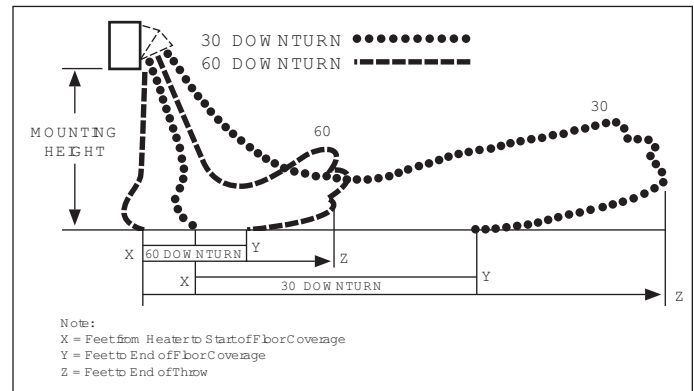 30 DOWNTURN
60 DOWNTURN
MOUNTING
HEIGHT
60
30
X
60 DOWNTURN
Y
Z
X
30 DOWNTURN
Y
Z
Note:
X = Feet from Heater to Start of Floor Coverage
Y = Feet to End of Floor Coverage
Z = Feet to End of Throw